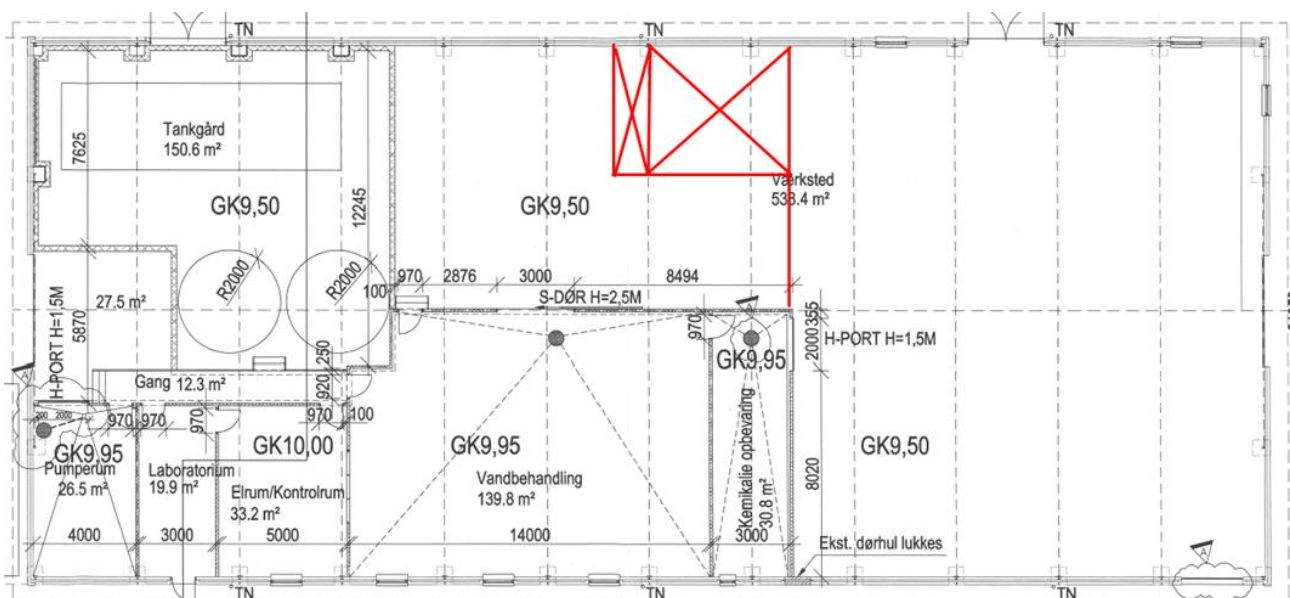 TN
TN
TN
Tankgård
150.6 m²
7625
12245
GK9,50
GK9,50
Værksted
538.4 m²
R2000
R2000
100
970
2876
3000
8494
S-DØR H=2,5M
27.5 m²
5870
H-PORT H=1,5M
970
355
2000
H-PORT H=1,5M
A
GK9,95
250
920
Gang 12.3 m²
A
200
2000
970
970
970
970
100
GK9,95
Pumperum
26.5 m²
Laboratorium
19.9 m²
GK10,00
Elrum/Kontrolrum
33.2 m²
GK9,95
Vandbehandling
139.8 m²
Kemikalie opbevaring
30.8 m²
GK9,50
8020
4000
3000
5000
14000
3000
Ekst. dørhul lukkes
A
TN
TN
TN